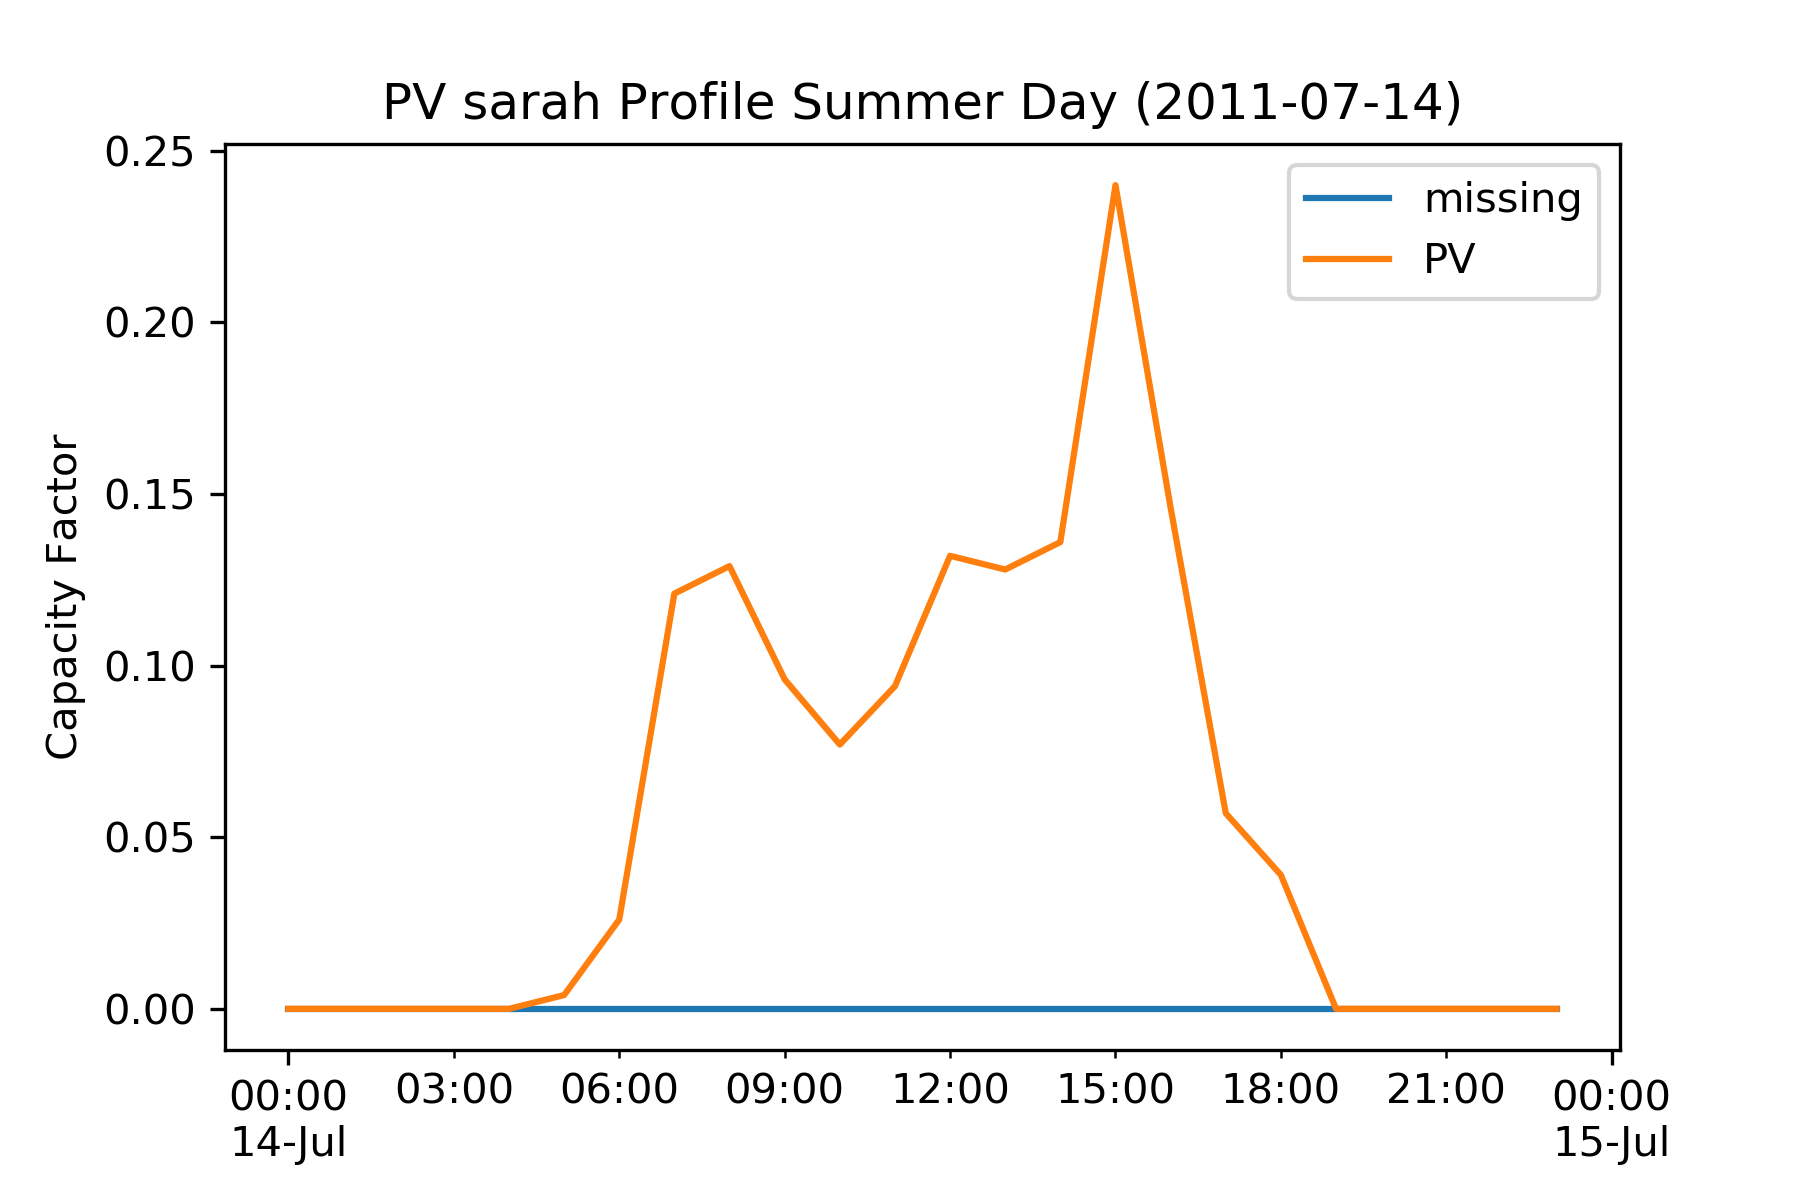 PV sarah Profile Summer Day (2011-07-14)
0.25
0.20
0.15
0.10
0.05
0.00
Capacity Factor
missing
PV
00:00 03:00 06:00 09:00 12:00 15:00 18:00 21:00 00:00
14-Jul 15-Jul